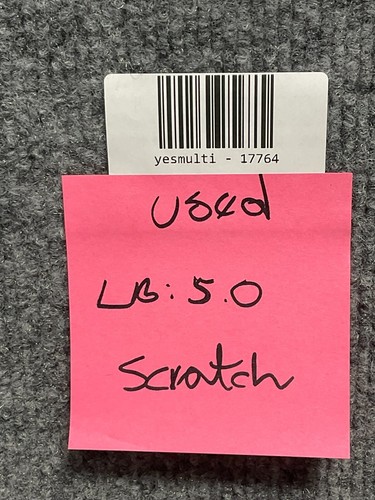 yesmulti - 17764
Used
LB: 5.0
Scratch